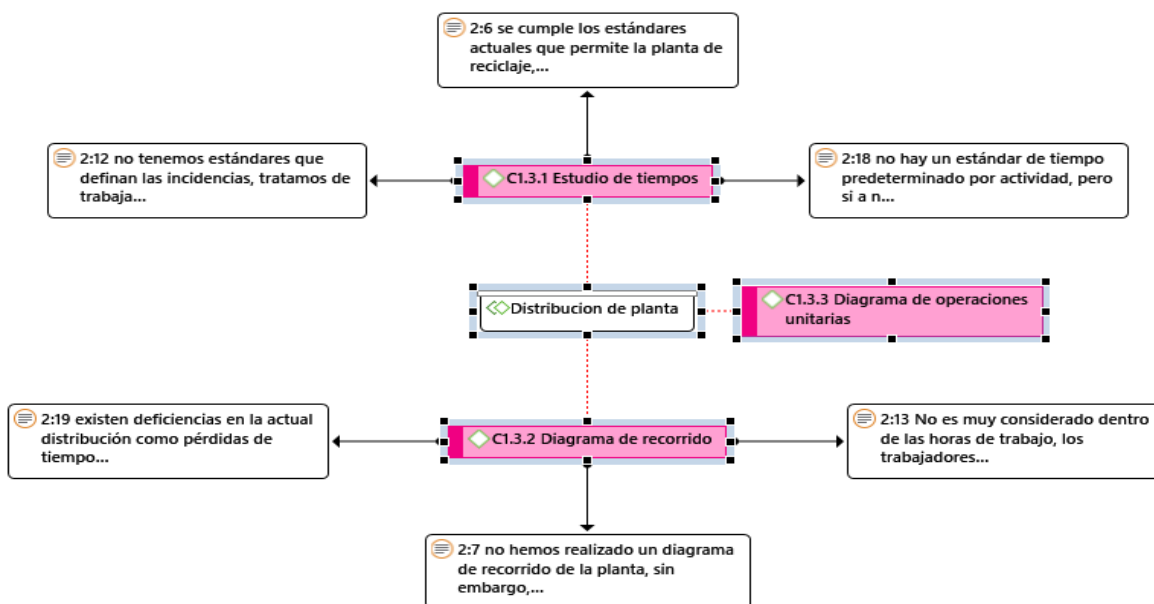 2:6 se cumple los estándares
actuales que permite la planta de
reciclaje,...
2:12 no tenemos estándares que
definan las incidencias, tratamos de
trabaja...
C1.3.1 Estudio de tiempos
2:18 no hay un estándar de tiempo
predeterminado por actividad, pero
si a n...
Distribucion de planta
C1.3.3 Diagrama de operaciones
unitarias
2:19 existen deficiencias en la actual
distribución como pérdidas de
tiempo...
C1.3.2 Diagrama de recorrido
2:13 No es muy considerado dentro
de las horas de trabajo, los
trabajadores...
2:7 no hemos realizado un diagrama
de recorrido de la planta, sin
embargo,...